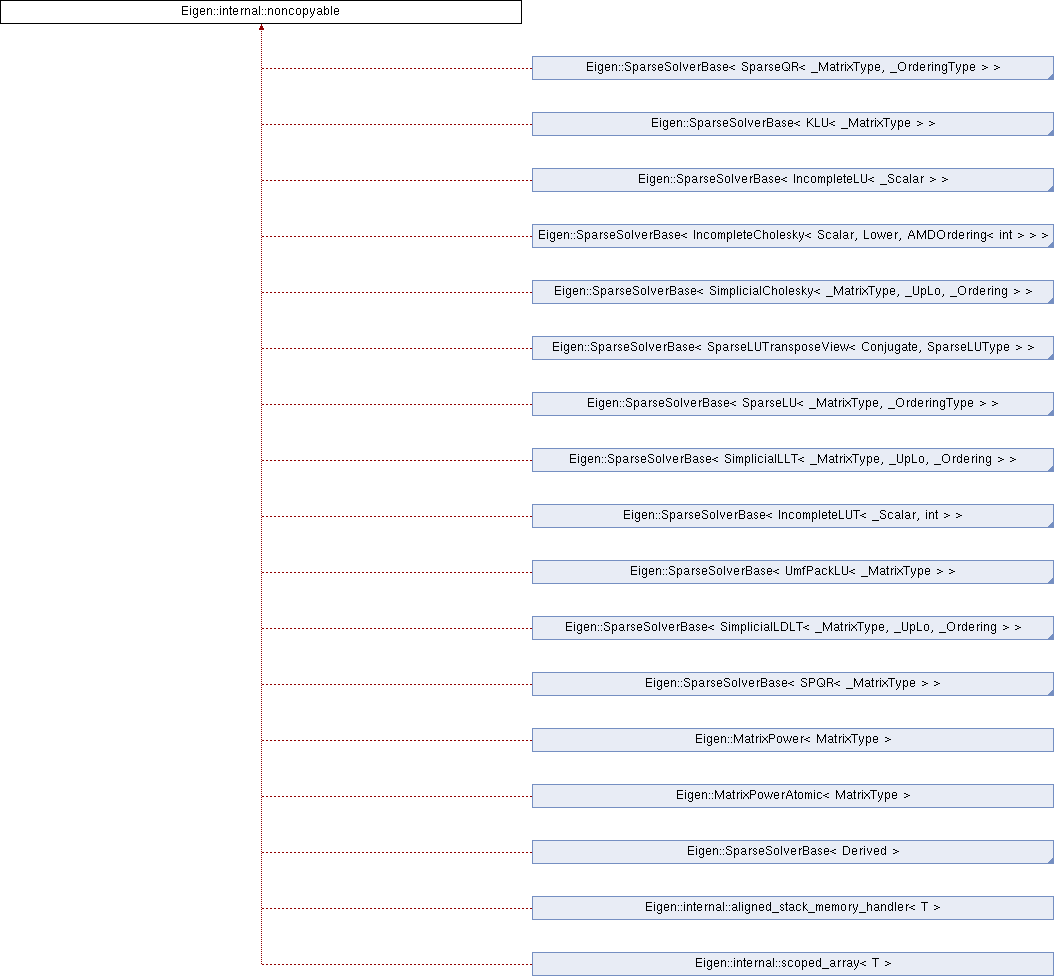 Eigen::internal::noncopyable
Eigen::SparseSolverBase< SparseQR< _MatrixType, _OrderingType > >
Eigen::SparseSolverBase< KLU< _MatrixType > >
Eigen::SparseSolverBase< IncompleteLU< _Scalar > >
Eigen::SparseSolverBase< IncompleteCholesky< Scalar, Lower, AMDOrdering< int > > >
Eigen::SparseSolverBase< SimplicialCholesky< _MatrixType, _UpLo, _Ordering > >
Eigen::SparseSolverBase< SparseLUTransposeView< Conjugate, SparseLUType > >
Eigen::SparseSolverBase< SparseLU< _MatrixType, _OrderingType > >
Eigen::SparseSolverBase< SimplicialLLT< _MatrixType, _UpLo, _Ordering > >
Eigen::SparseSolverBase< IncompleteLUT< _Scalar, int > >
Eigen::SparseSolverBase< UmfPackLU< _MatrixType > >
Eigen::SparseSolverBase< SimplicialLDLT< _MatrixType, _UpLo, _Ordering > >
Eigen::SparseSolverBase< SPQR< _MatrixType > >
Eigen::MatrixPower< MatrixType >
Eigen::MatrixPowerAtomic< MatrixType >
Eigen::SparseSolverBase< Derived >
Eigen::internal::aligned_stack_memory_handler< T >
Eigen::internal::scoped_array< T >